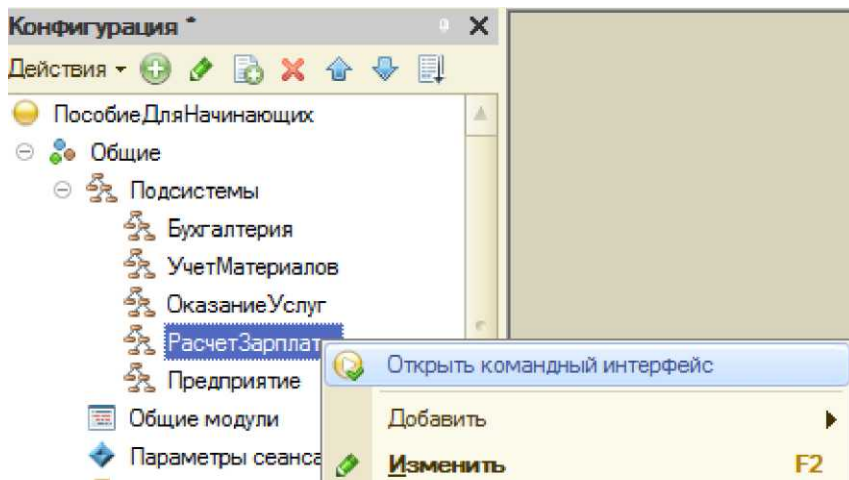 Конфигурация *
Действия
ПособиеДляНачинающих
Общие
Подсистемы
Бухгалтерия
УчетМатериалов
ОказаниеУслуг
РасчетЗарплат
Открыть командный интерфейс
Предприятие
Общие модули
Добавить
Параметры сеанса
Изменить F2